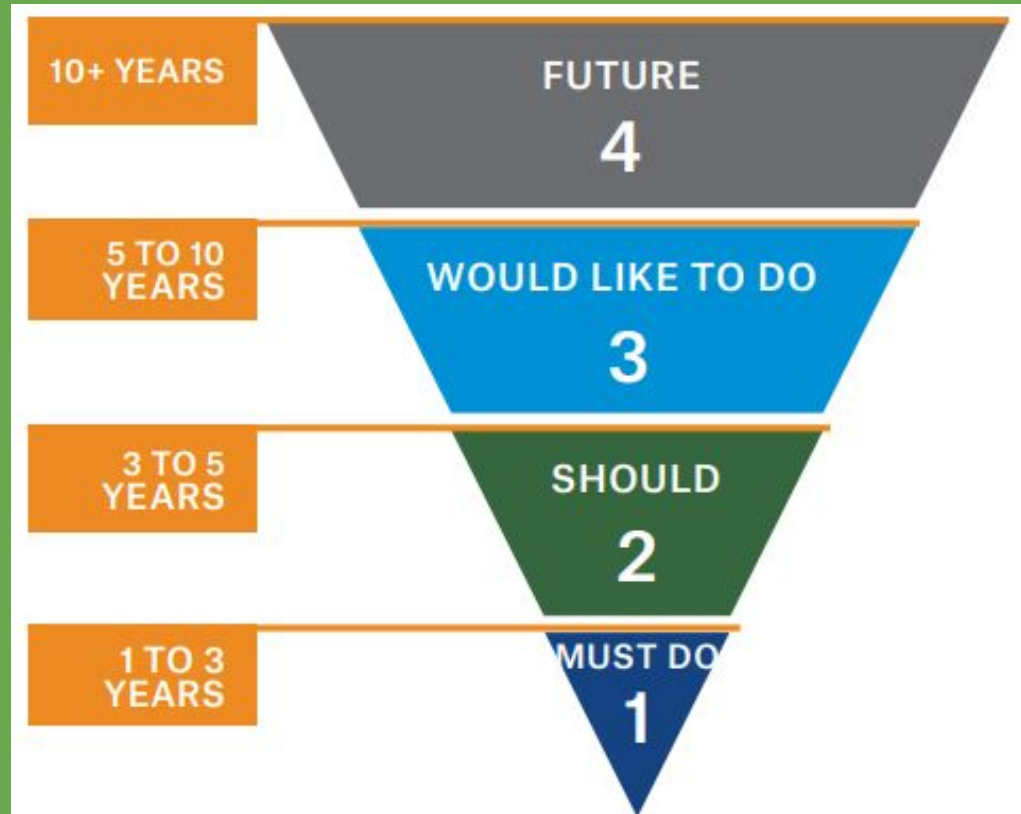 10+ YEARS
FUTURE
4
5 TO 10
YEARS
WOULD LIKE TO DO
3
3 TO 5
YEARS
SHOULD
2
1 TO 3
YEARS
MUST DO
1